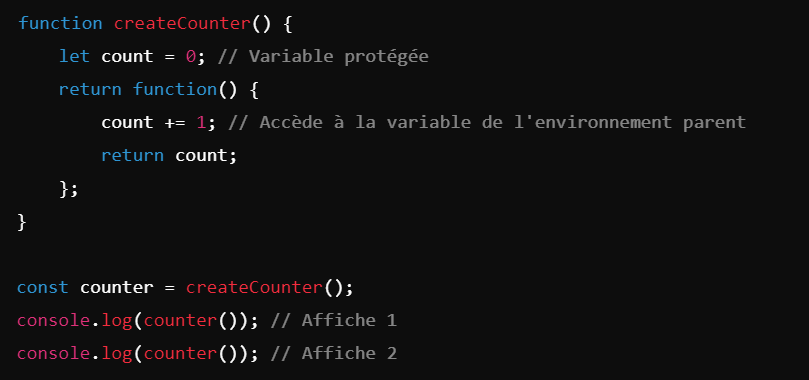 function createCounter() {
    let count = 0; // Variable protégée
    return function() {
        count += 1; // Accède à la variable de l'environnement parent
        return count;
    };
}

const counter = createCounter();
console.log(counter()); // Affiche 1
console.log(counter()); // Affiche 2